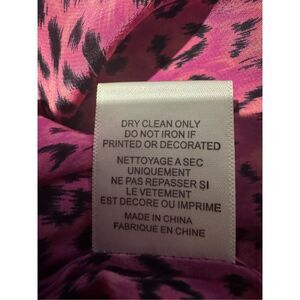 DRY CLEAN ONLY
DO NOT IRON IF
PRINTED OR DECORATED
NETTOYAGE A SEC
UNIQUEMENT
NE PAS REPASSER SI
LE VETEMENT
EST DECORE OU IMPRIME
MADE IN CHINA
FABRIQUE EN CHINE